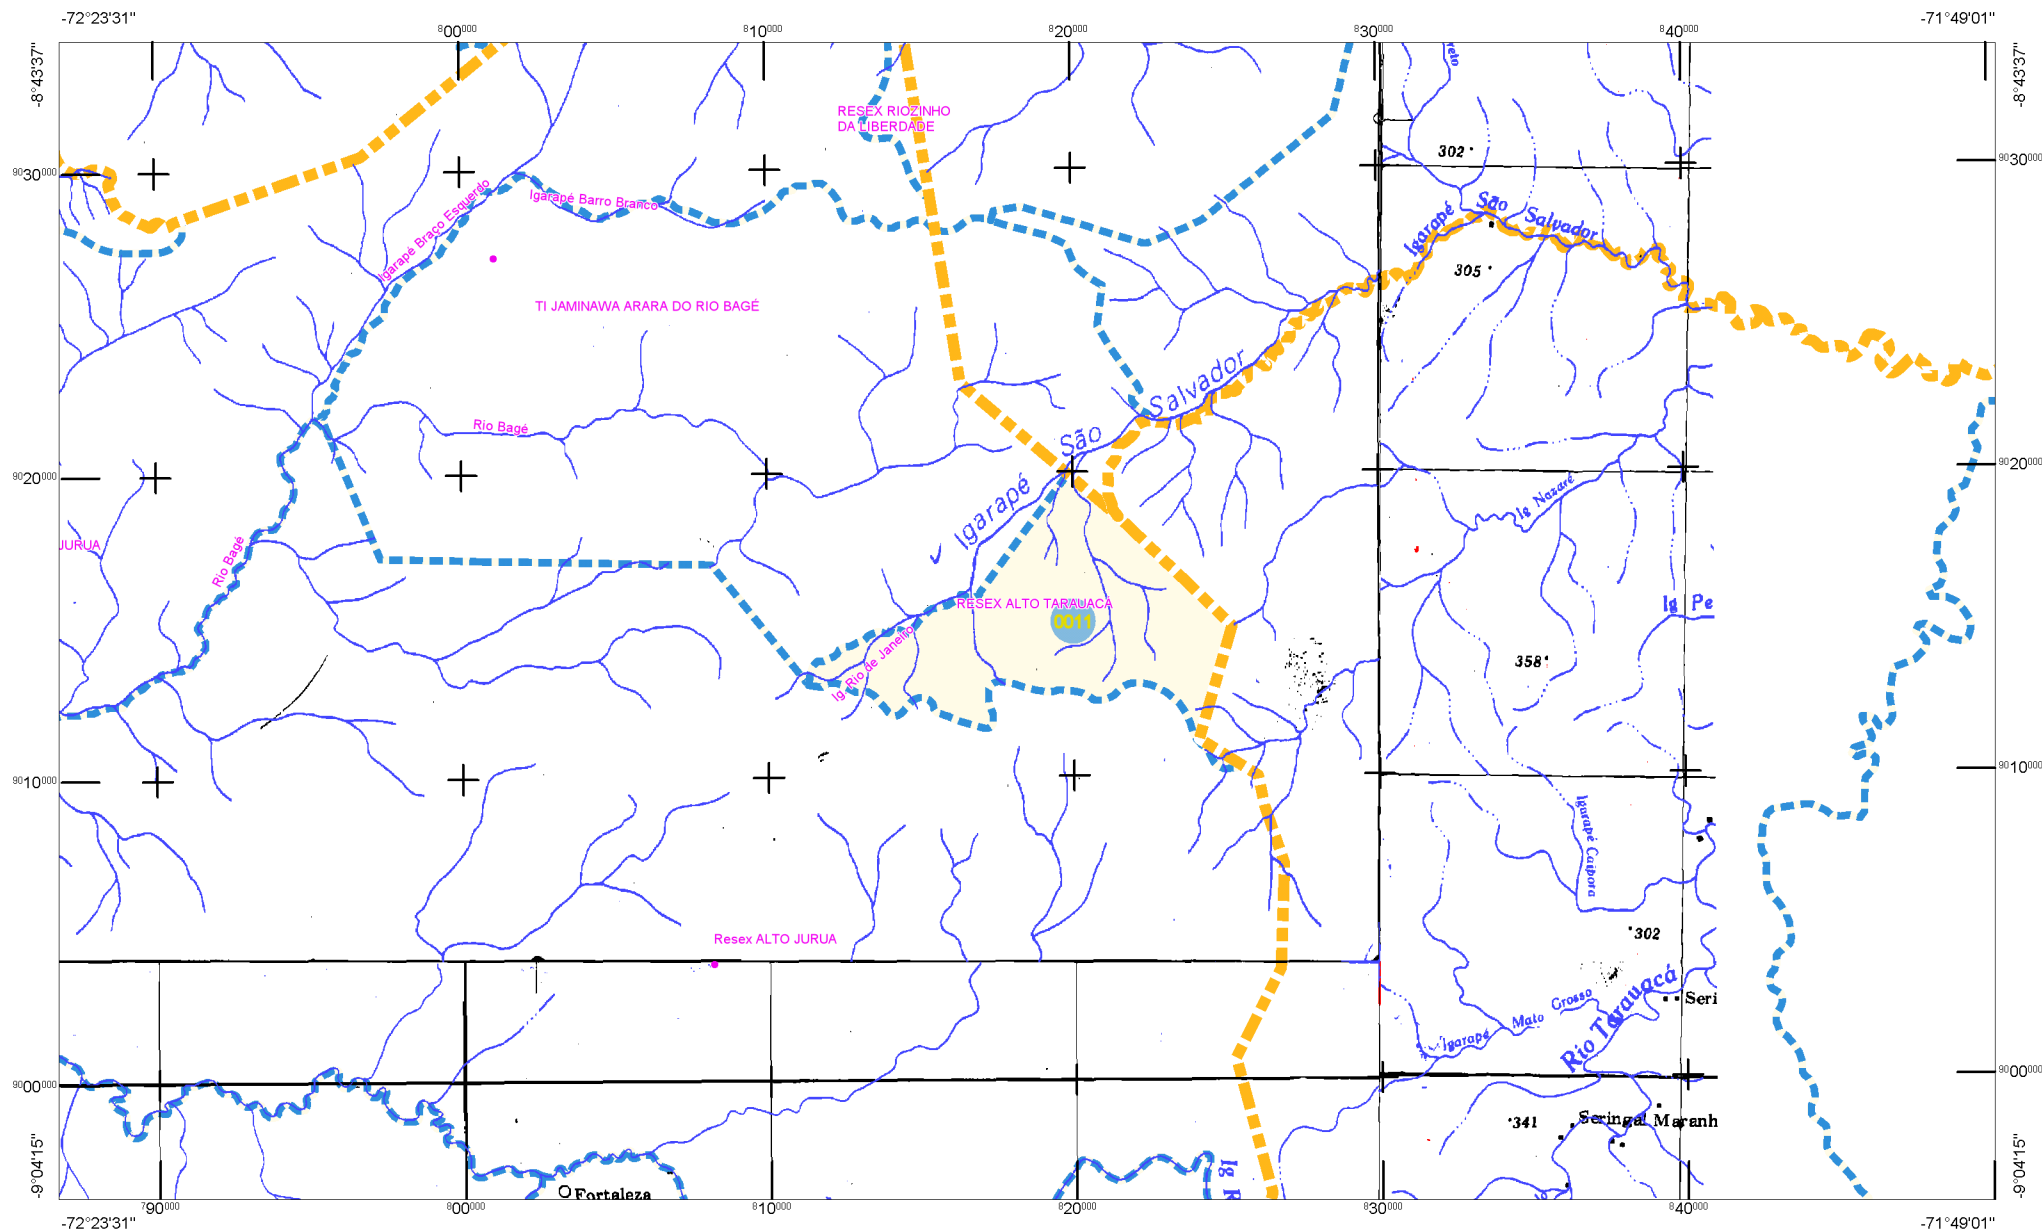 -72°23'31"
-71°49'01"
800000
810000
820000
830000
840000
-8°43'37"
-8°43'37"
RESEX RIOZINHO
DA LIBERDADE
302
9030000
9030000
Igarapé Barro Branco
Igarapé Braço Esquerdo
Igarapé São Salvador
305
TI JAMINAWA ARARA DO RIO BAGÉ
Igarapé São Salvador
Rio Bagé
9020000
9020000
Ig Nazaré
JURUA
Rio Bagé
RESEX ALTO TARAUACÁ
0011
Ig Pe
Ig. Rio de Janeiro
358
9010000
9010000
Igarapé Caipora
302
Resex ALTO JURUA
Seri
Igarapé Mato Grosso
Rio Tarauacá
9000000
9000000
341
Seringal Maranh
Ig R
Fortaleza
-9°04'15"
-9°04'15"
790000
800000
810000
820000
830000
840000
-72°23'31"
-71°49'01"